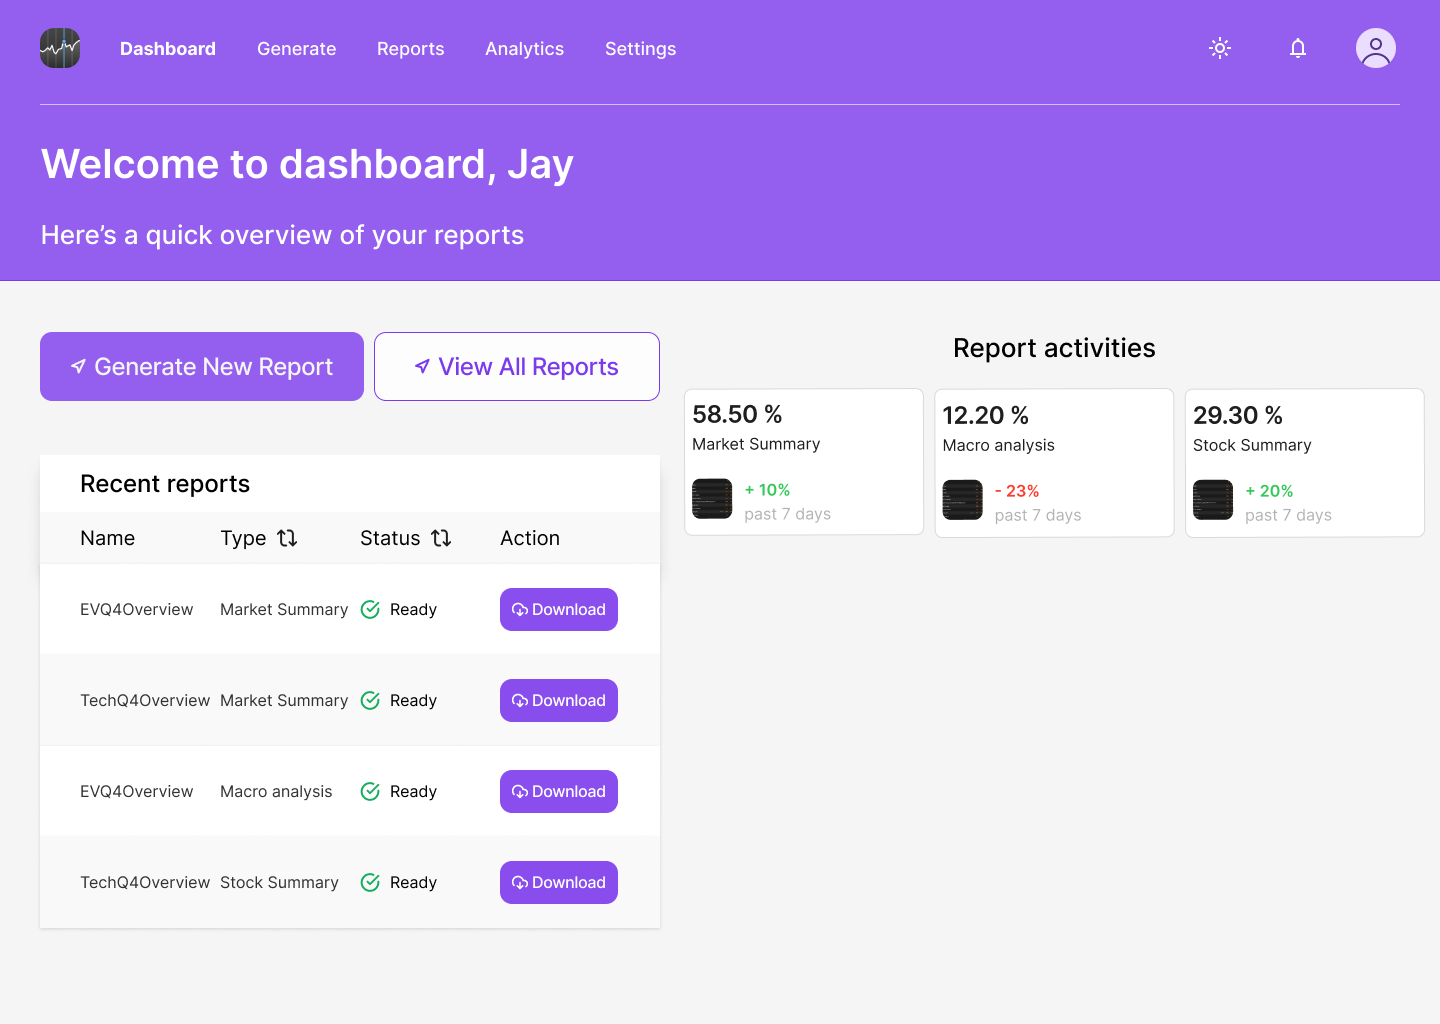 Dashboard Generate Reports Analytics Settings
Welcome to dashboard, Jay
Here’s a quick overview of your reports
Generate New Report
View All Reports
Recent reports
Name Type Status Action
EVQ4Overview Market Summary Ready Download
TechQ4Overview Market Summary Ready Download
EVQ4Overview Macro analysis Ready Download
TechQ4Overview Stock Summary Ready Download
Report activities
58.50 %
Market Summary
+ 10%
past 7 days
12.20 %
Macro analysis
- 23%
past 7 days
29.30 %
Stock Summary
+ 20%
past 7 days